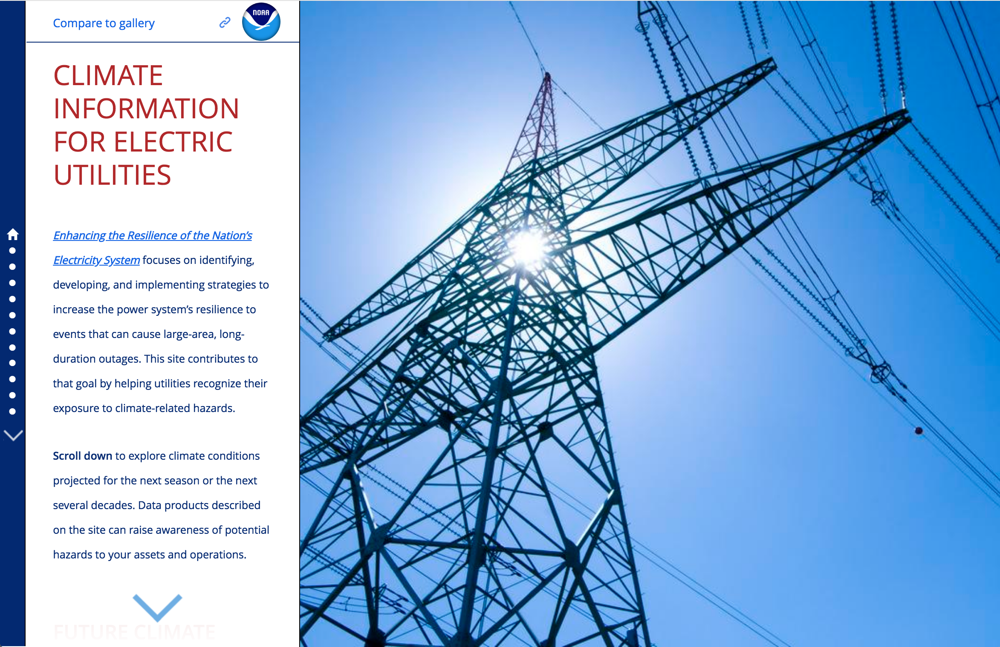 Compare to gallery
NOAA
CLIMATE
INFORMATION
FOR ELECTRIC
UTILITIES
Enhancing the Resilience of the Nation’s
Electricity System focuses on identifying,
developing, and implementing strategies to
increase the power system’s resilience to
events that can cause large-area, long-
duration outages. This site contributes to
that goal by helping utilities recognize their
exposure to climate-related hazards.
Scroll down to explore climate conditions
projected for the next season or the next
several decades. Data products described
on the site can raise awareness of potential
hazards to your assets and operations.
FUTURE CLIMATE